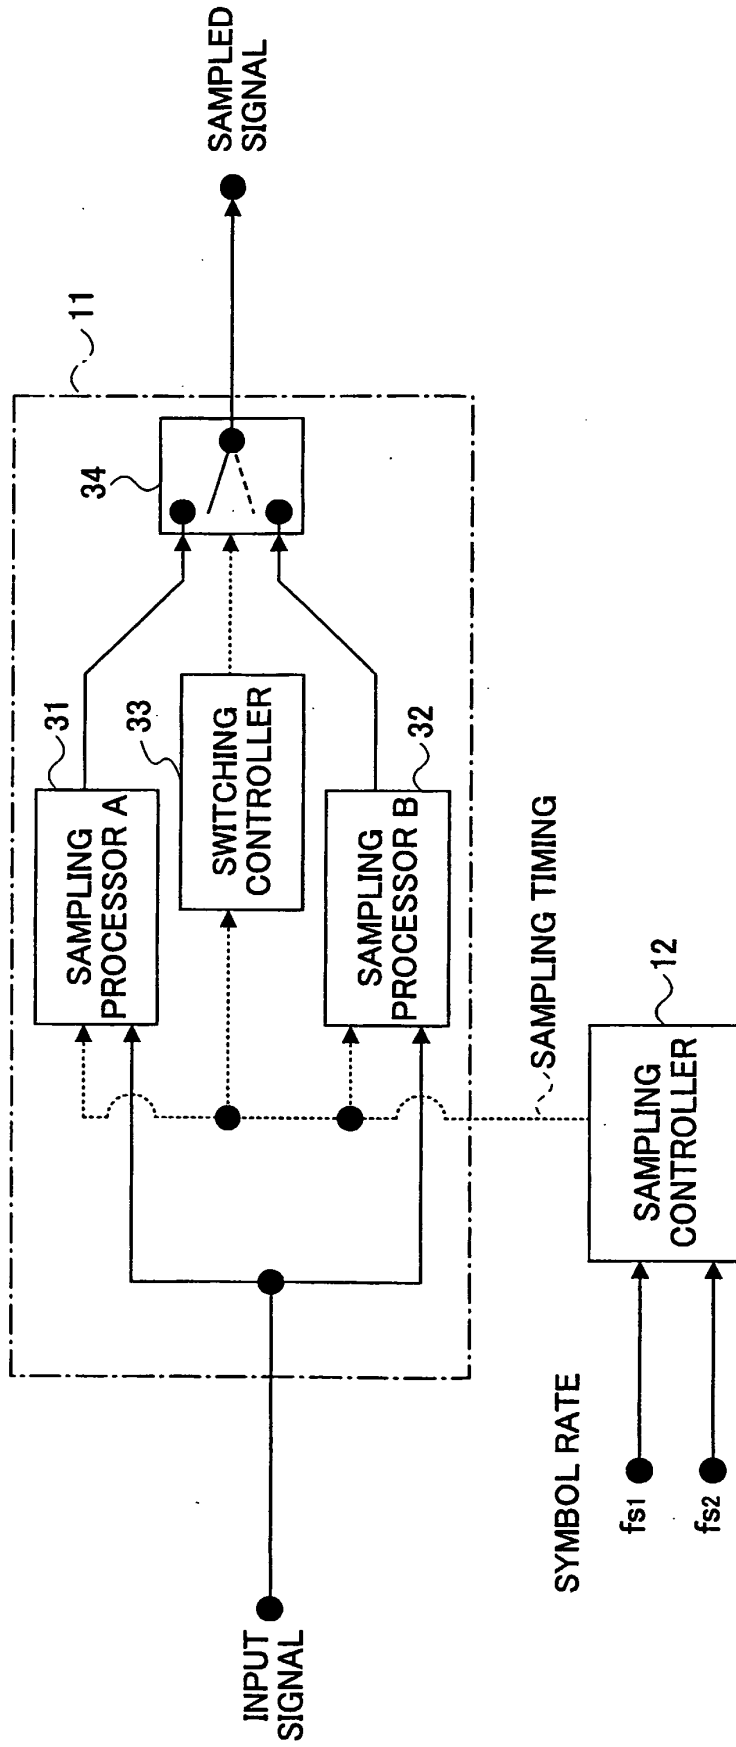 11
SAMPLED
SIGNAL
34
31
SAMPLING
PROCESSOR A
33
SWITCHING
CONTROLLER
32
SAMPLING
PROCESSOR B
INPUT
SIGNAL
SAMPLING TIMING
12
SAMPLING
CONTROLLER
SYMBOL RATE
fs1
fs2